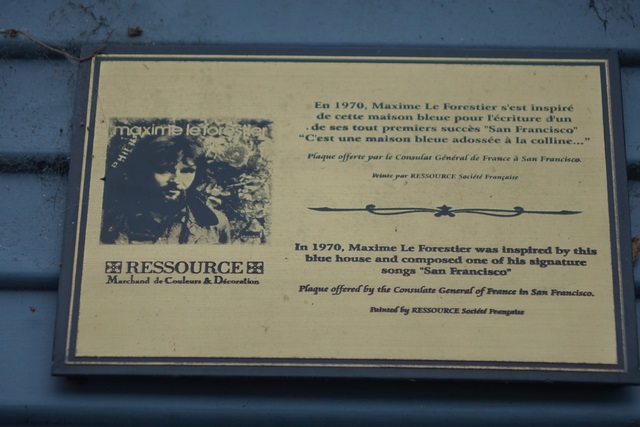 maxime le forestier
RESSOURCE
Marchand de Couleurs & Décoration
En 1970, Maxime Le Forestier s'est inspiré
de cette maison bleue pour l'écriture d'un
de ses tout premiers succès "San Francisco"
"C'est une maison bleue adossée à la colline..."
Plaque offerte par le Consulat Général de France à San Francisco.
Peinte par RESSOURCE Société Française
In 1970, Maxime Le Forestier was inspired by this
blue house and composed one of his signature
songs "San Francisco"
Plaque offered by the Consulate General of France in San Francisco.
Painted by RESSOURCE Société Française